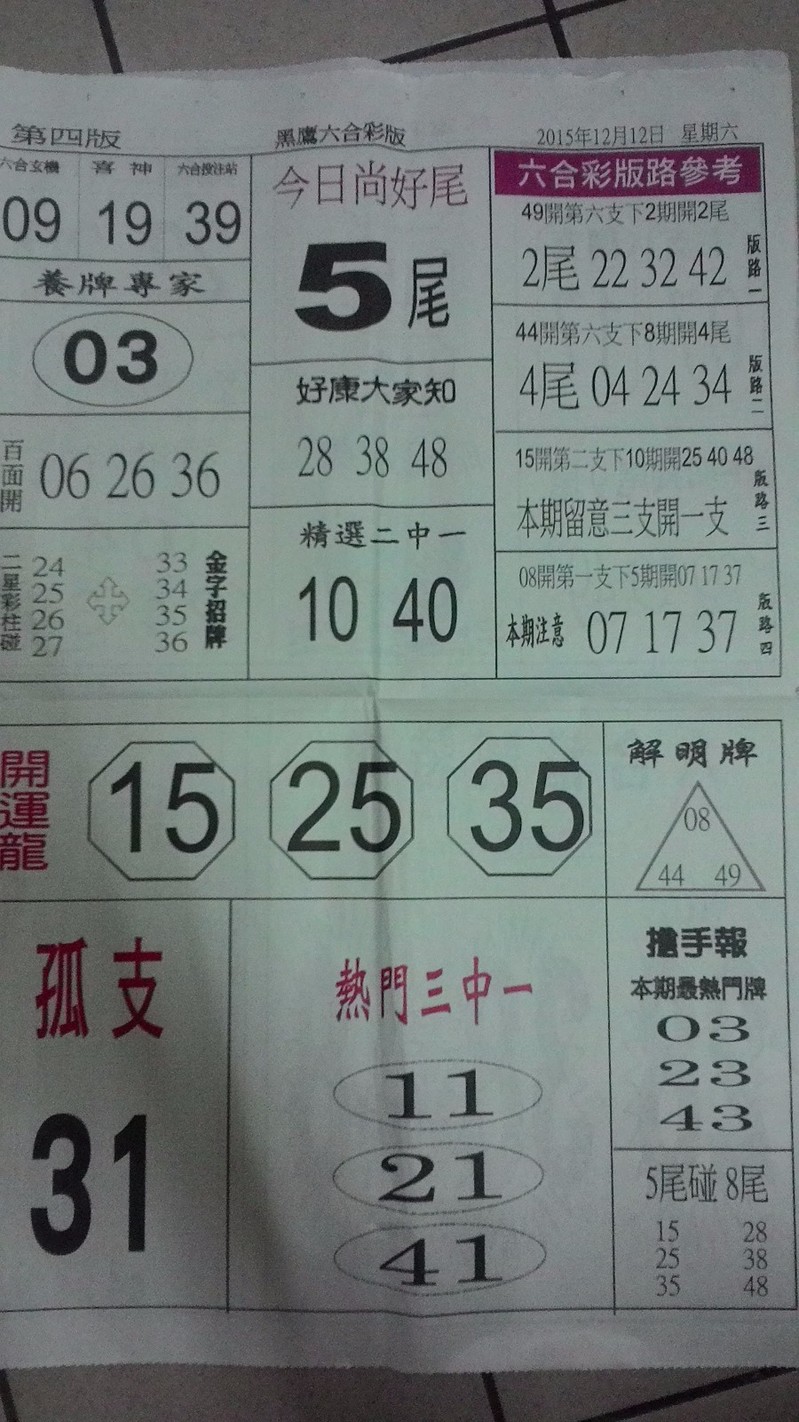 第四版
黑鷹六合彩版
2015年12月12日 星期六
六合玄機 喜神 六合投注站
09 19 39
養牌專家
03
百面開
06 26 36
二星彩柱碰
24
25
26
27
33
34
35
36
金字招牌
今日尚好尾
5尾
好康大家知
28 38 48
精選二中一
10 40
六合彩版路參考
49開第六支下2期開2尾
2尾 22 32 42
版路一
44開第六支下8期開4尾
4尾 04 24 34
版路二
15開第二支下10期開25 40 48
本期留意三支開一支
版路三
08開第一支下5期開07 17 37
本期注意 07 17 37
版路四
開運龍
15 25 35
解明牌
08
44 49
孤支
31
熱門三中一
11
21
41
搶手報
本期最熱門牌
03
23
43
5尾碰8尾
15 28
25 38
35 48